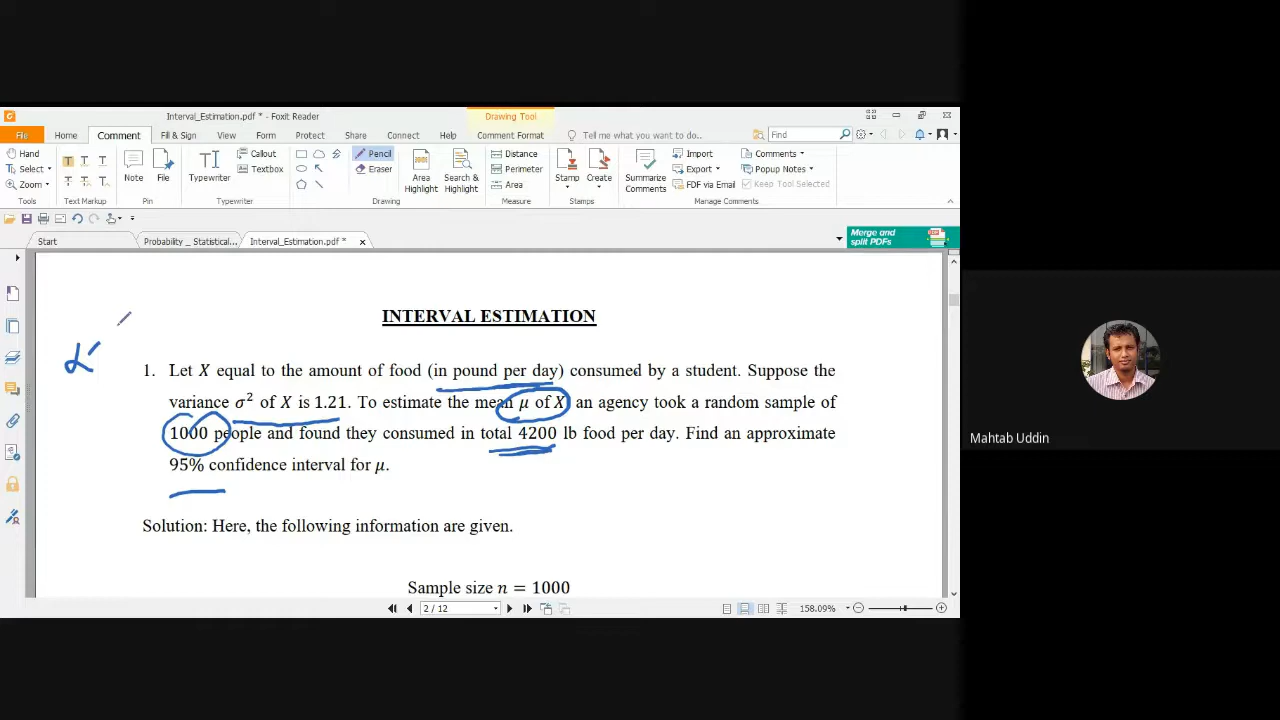 Interval_Estimation.pdf * - Foxit Reader
Drawing Tool
File Home Comment Fill & Sign View Form Protect Share Connect Help Comment Format Tell me what you want to do.. Find
Hand
Select
Zoom
Tools
T T T
T T T
Text Markup
Note
File
Pin
Typewriter
Callout
Textbox
Typewriter
Pencil
Eraser
Area Highlight
Search & Highlight
Drawing
Distance
Perimeter
Area
Measure
Stamp
Create
Stamps
Summarize Comments
Import
Export
FDF via Email
Comments
Popup Notes
Keep Tool Selected
Manage Comments
Start Probability _ Statistical... Interval_Estimation.pdf *
Merge and split PDFs
INTERVAL ESTIMATION
α
1. Let X equal to the amount of food (in pound per day) consumed by a student. Suppose the
variance σ² of X is 1.21. To estimate the mean μ of X an agency took a random sample of
1000 people and found they consumed in total 4200 lb food per day. Find an approximate
95% confidence interval for μ.
Solution: Here, the following information are given.
Sample size n = 1000
2 / 12
158.09%
Mahtab Uddin